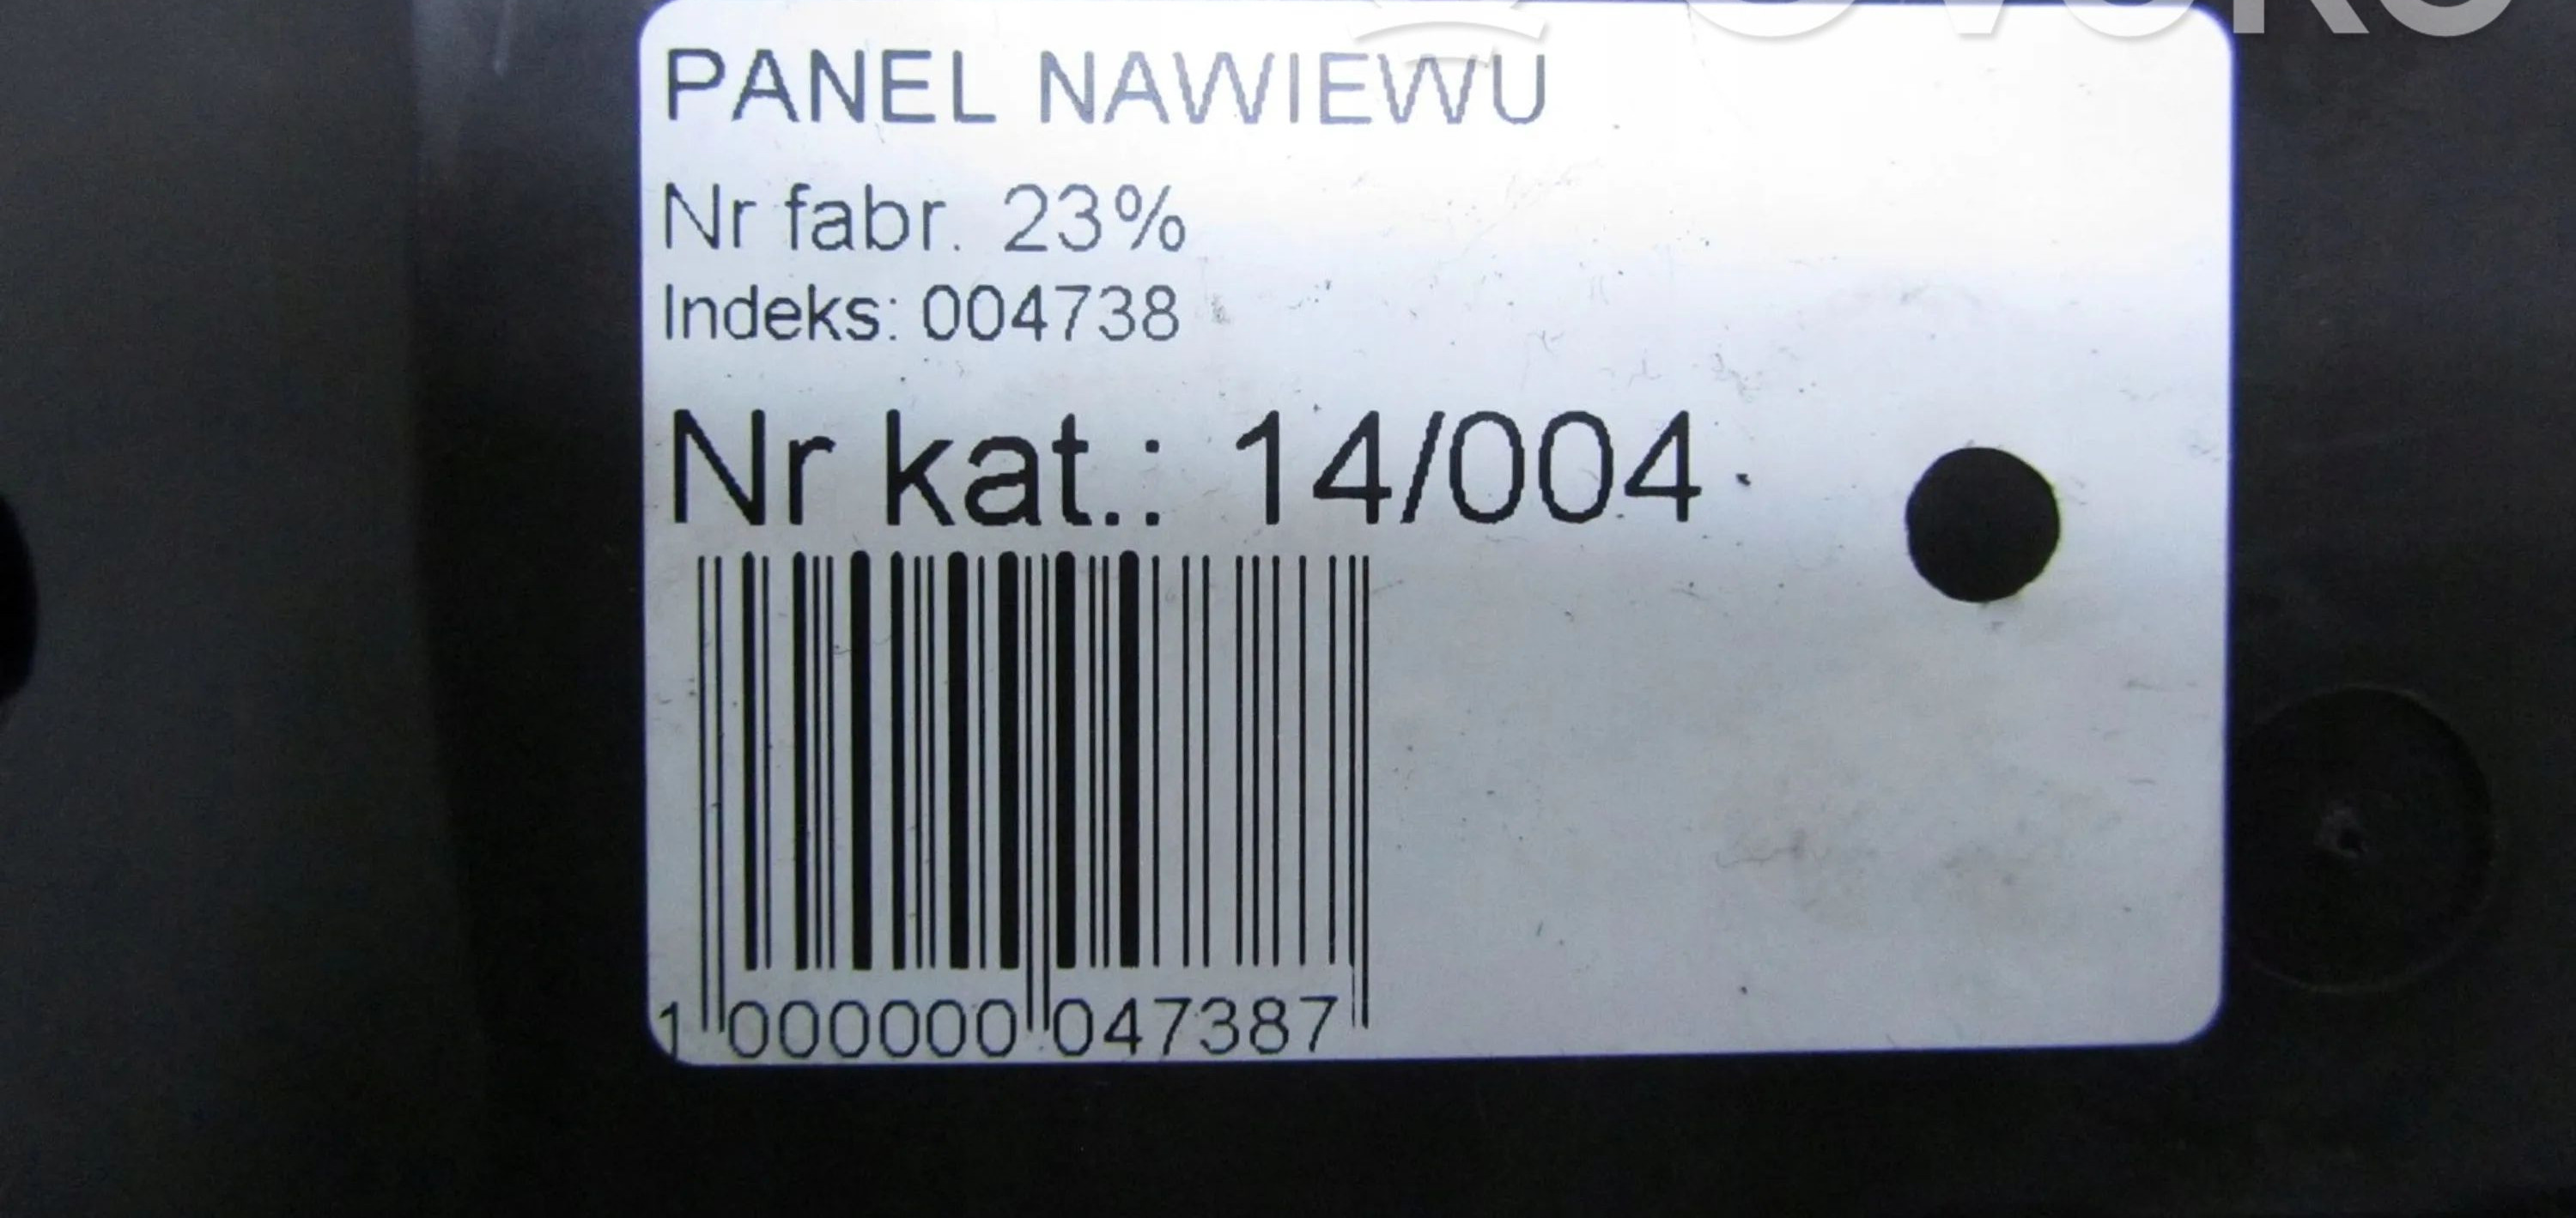 PANEL NAWIEWU
Nr fabr. 23%
Indeks: 004738
Nr kat.: 14/004
1 000000 047387